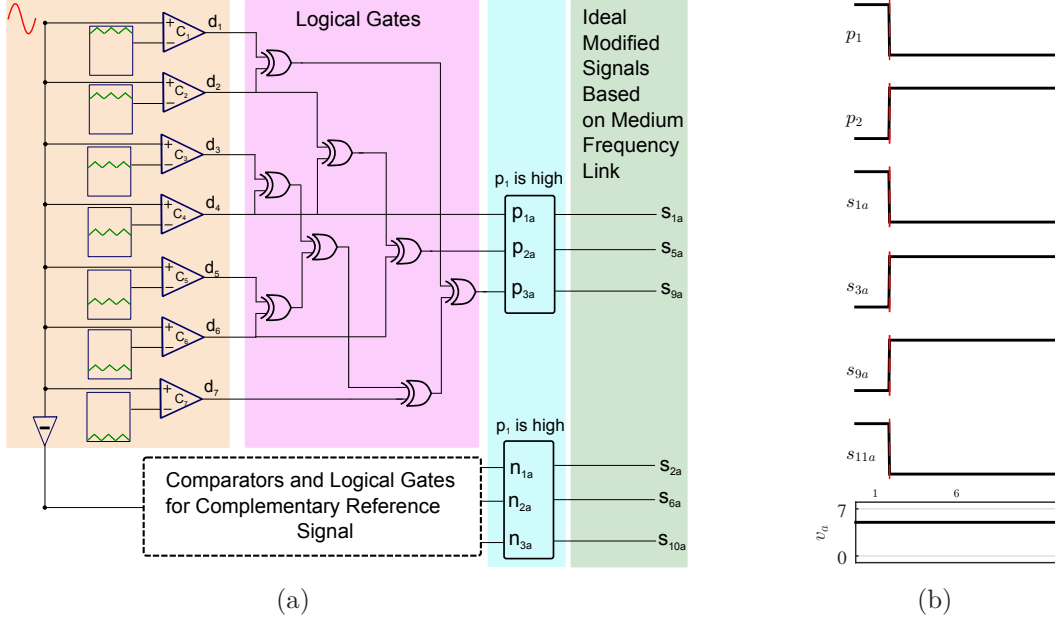 Logical Gates
Ideal
Modified
Signals
Based
on Medium
Frequency
Link
+
−
C1
d1
+
−
C2
d2
+
−
C3
d3
+
−
C4
d4
+
−
C5
d5
+
−
C6
d6
+
−
C7
d7
−
p1 is high
p1a
p2a
p3a
s1a
s5a
s9a
p1 is high
n1a
n2a
n3a
s2a
s6a
s10a
Comparators and Logical Gates
for Complementary Reference
Signal
(a)
p1
p2
s1a
s3a
s9a
s11a
1 6
7
va
0
(b)